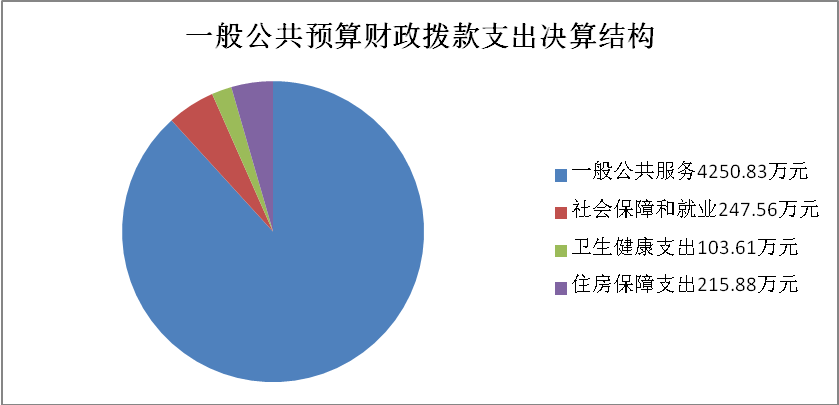 一般公共预算财政拨款支出决算结构
一般公共服务4250.83万元
社会保障和就业247.56万元
卫生健康支出103.61万元
住房保障支出215.88万元